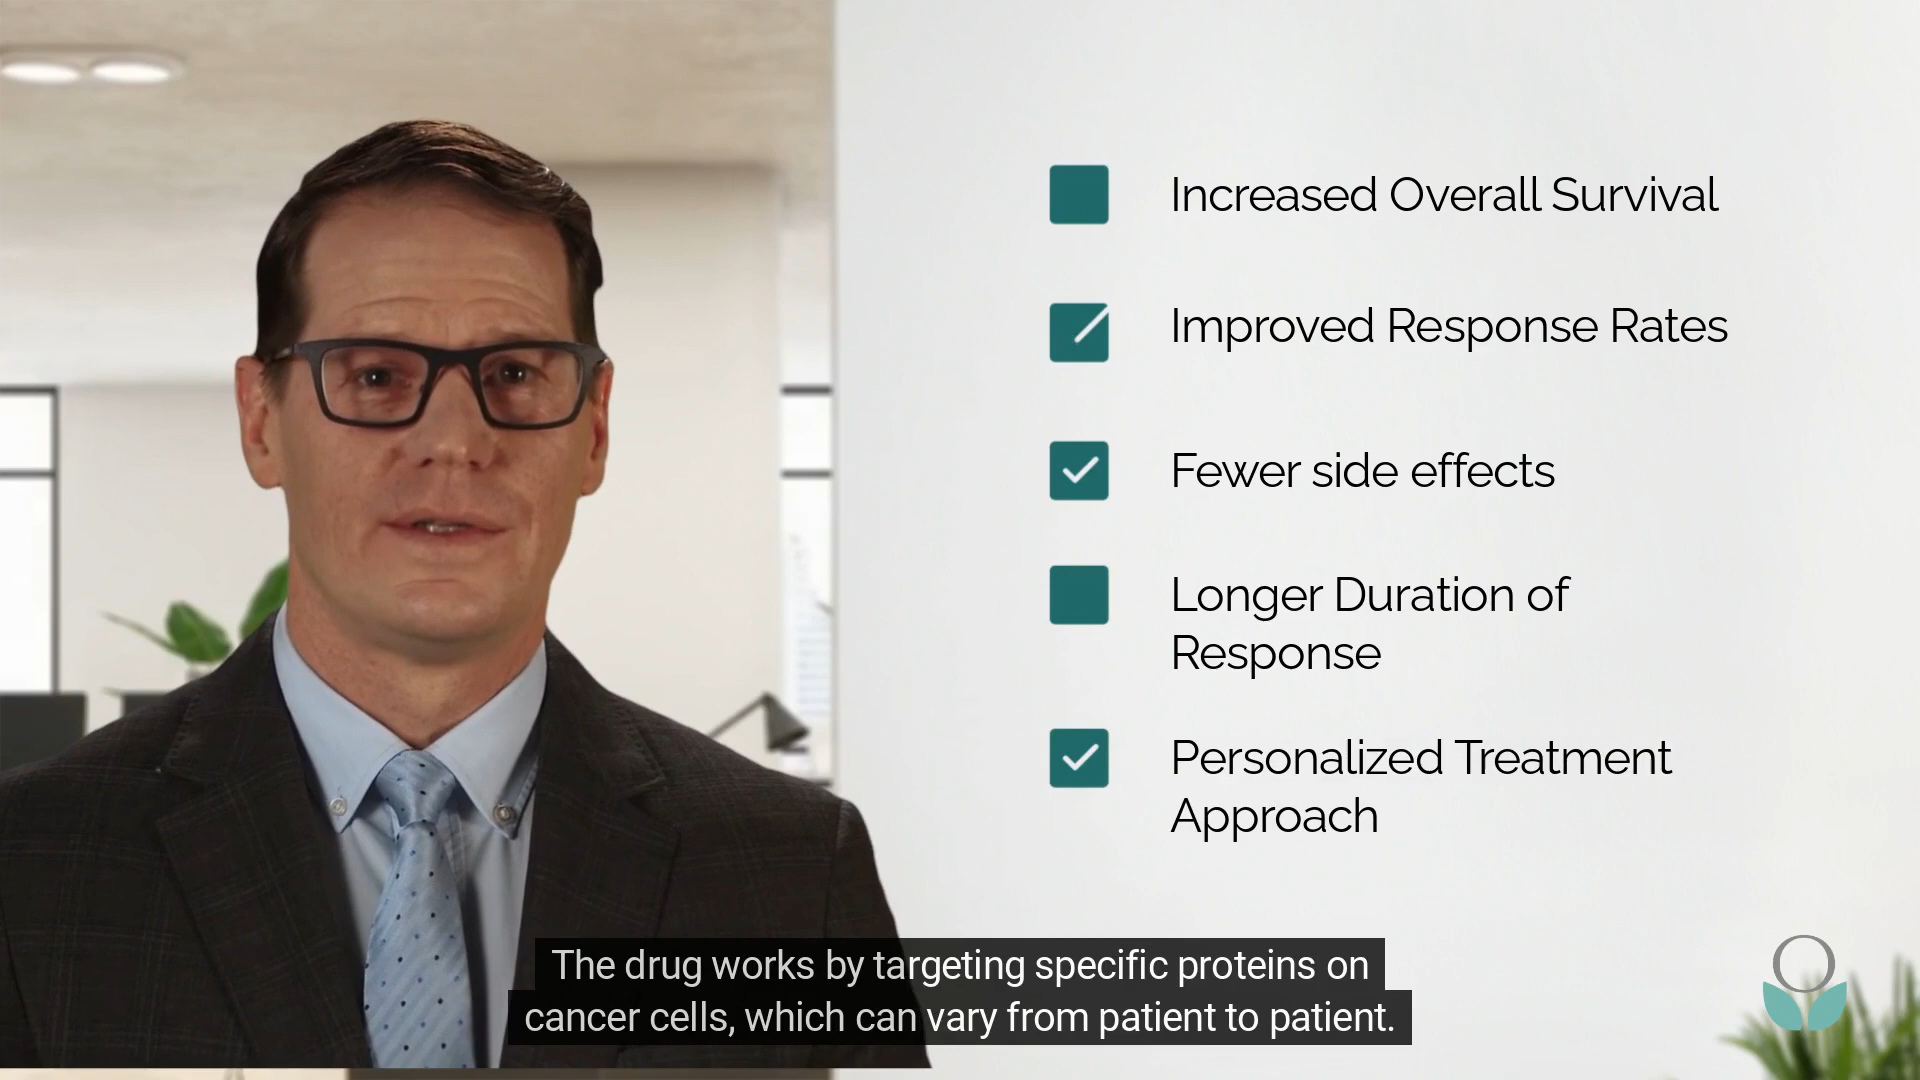 Increased Overall Survival
Improved Response Rates
Fewer side effects
Longer Duration of
Response
Personalized Treatment
Approach
The drug works by targeting specific proteins on
cancer cells, which can vary from patient to patient.